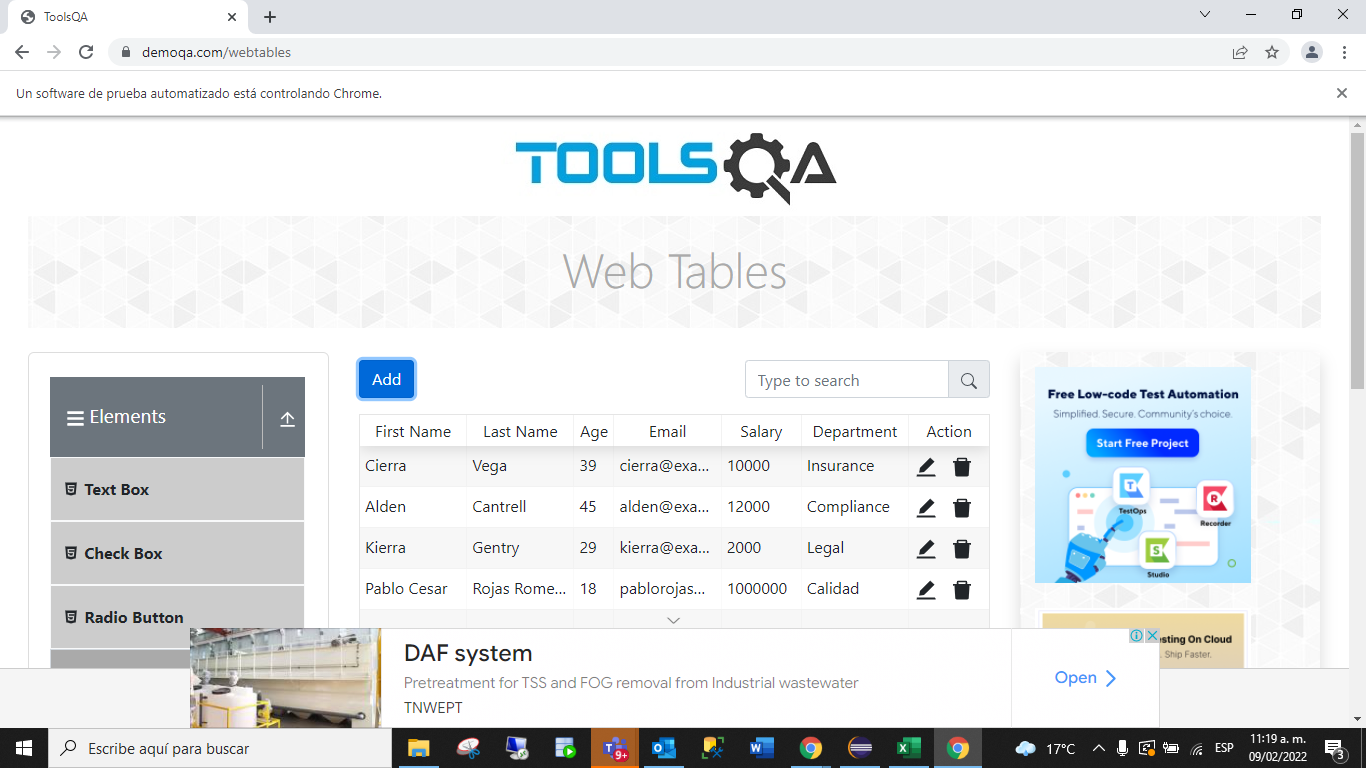 ToolsQA
demoqa.com/webtables
Un software de prueba automatizado está controlando Chrome.
TOOLSQA
Web Tables
Elements
Text Box
Check Box
Radio Button
Add
Type to search
First Name Last Name Age Email Salary Department Action
Cierra Vega 39 cierra@exa... 10000 Insurance
Alden Cantrell 45 alden@exa... 12000 Compliance
Kierra Gentry 29 kierra@exa... 2000 Legal
Pablo Cesar Rojas Rome... 18 pablorojas... 1000000 Calidad
Free Low-code Test Automation
Simplified. Secure. Community's choice.
Start Free Project
TestOps
Recorder
Studio
esting On Cloud
. Ship Faster.
DAF system
Pretreatment for TSS and FOG removal from Industrial wastewater
TNWEPT
Open
Escribe aquí para buscar
9+
17°C
ESP
11:19 a. m.
09/02/2022
3